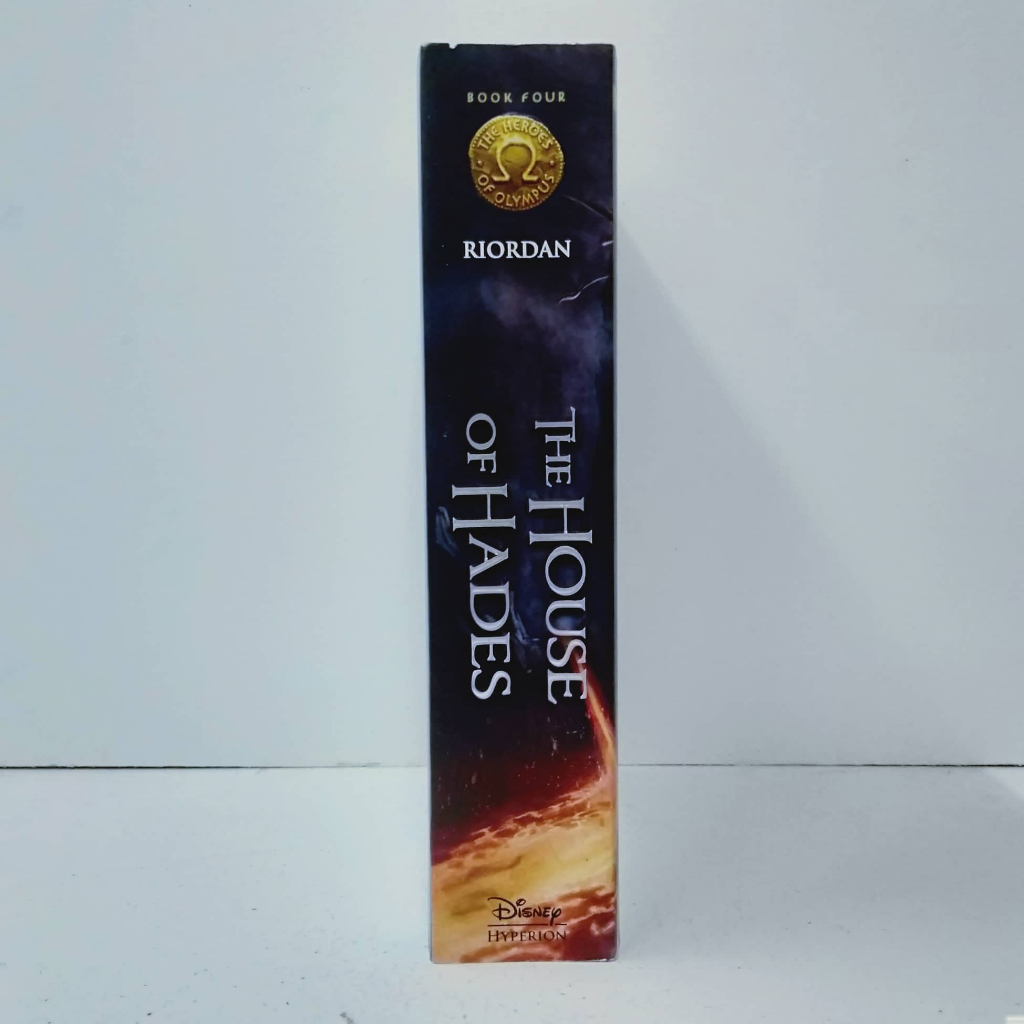 BOOK FOUR
THE HEROES
Ω
OF OLYMPUS
RIORDAN
THE HOUSE
OF HADES
Disney
HYPERION